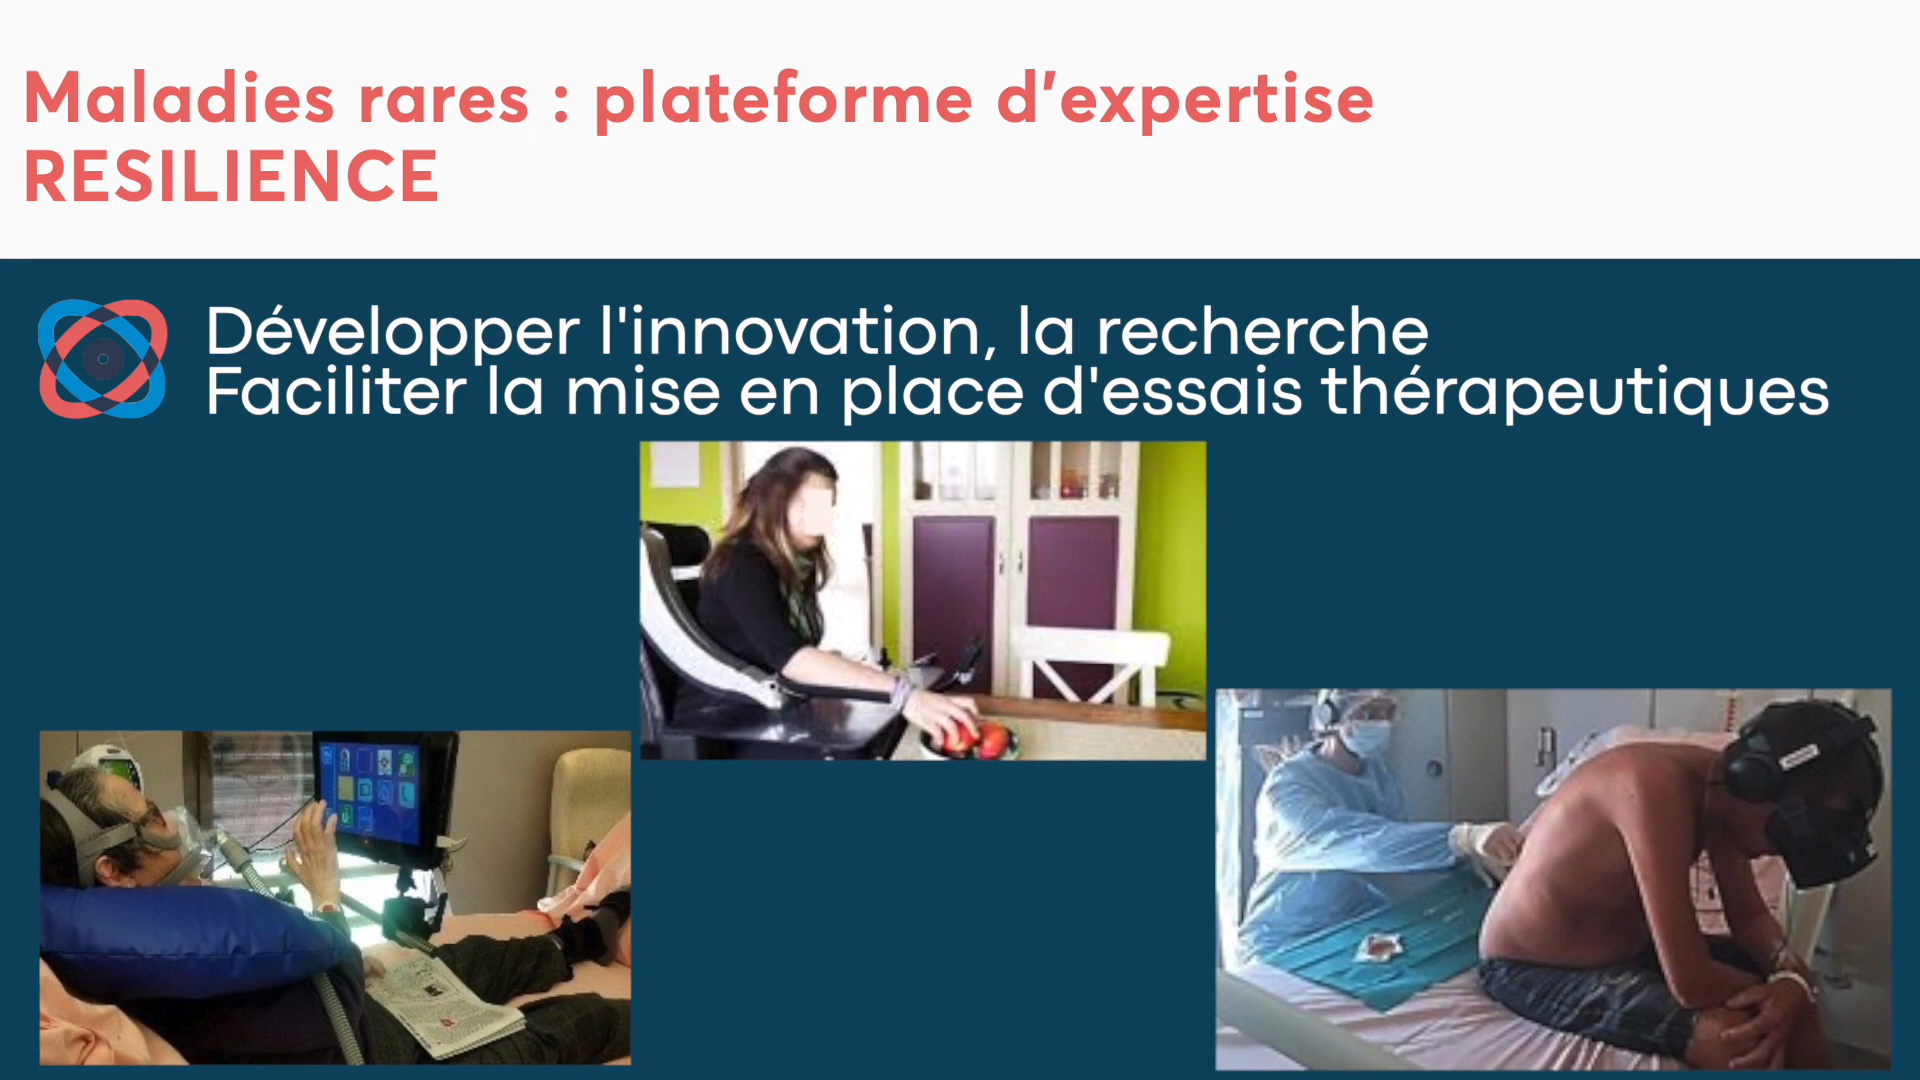 Maladies rares : plateforme d'expertise
RESILIENCE
Développer l'innovation, la recherche
Faciliter la mise en place d'essais thérapeutiques